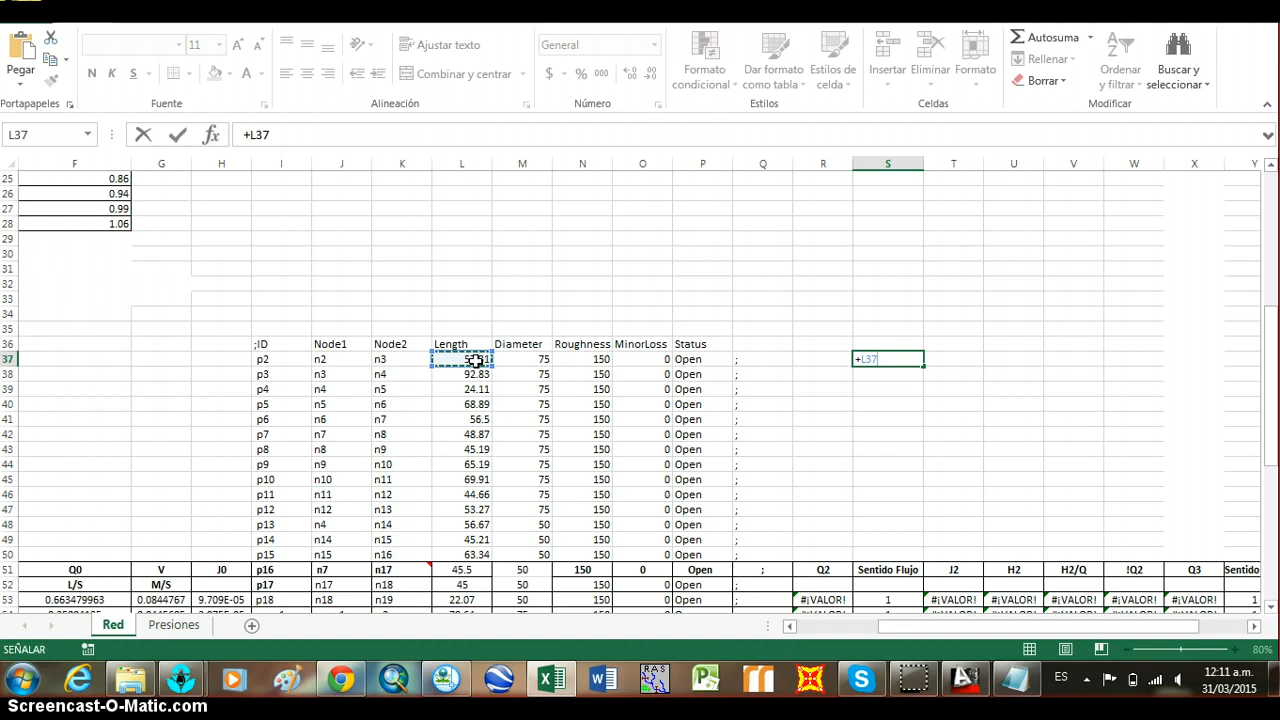 11
Ajustar texto
General
Autosuma
Pegar
N K S
A
Combinar y centrar
$ % 000
Formato condicional
Dar formato como tabla
Estilos de celda
Insertar
Eliminar
Formato
Rellenar
Borrar
Ordenar y filtrar
Buscar y seleccionar
Portapapeles
Fuente
Alineación
Número
Estilos
Celdas
Modificar
L37
fx
+L37
F G H I J K L M N O P Q R S T U V W X Y
25 0.86
26 0.94
27 0.99
28 1.06
29
30
31
32
33
34
35
36 ;ID Node1 Node2 Length Diameter Roughness MinorLoss Status
37 p2 n2 n3 75 150 0 Open ; +L37
38 p3 n3 n4 92.83 75 150 0 Open ;
39 p4 n4 n5 24.11 75 150 0 Open ;
40 p5 n5 n6 68.89 75 150 0 Open ;
41 p6 n6 n7 56.5 75 150 0 Open ;
42 p7 n7 n8 48.87 75 150 0 Open ;
43 p8 n8 n9 45.19 75 150 0 Open ;
44 p9 n9 n10 65.19 75 150 0 Open ;
45 p10 n10 n11 69.91 75 150 0 Open ;
46 p11 n11 n12 44.66 75 150 0 Open ;
47 p12 n12 n13 53.27 75 150 0 Open ;
48 p13 n4 n14 56.67 50 150 0 Open ;
49 p14 n14 n15 45.21 50 150 0 Open ;
50 p15 n15 n16 63.34 50 150 0 Open ;
51 Q0 V J0 p16 n7 n17 45.5 50 150 0 Open ; Q2 Sentido Flujo J2 H2 H2/Q !Q2 Q3 Sentido
52 L/S M/S p17 n17 n18 45 50 150 0 Open ;
53 0.663479963 0.0844767 9.709E-05 p18 n18 n19 22.07 50 150 0 Open ; #¡VALOR! 1 #¡VALOR! #¡VALOR! #¡VALOR! #¡VALOR! #¡VALOR! 1
Red
Presiones
SEÑALAR
80%
RAS
ES
12:11 a.m.
31/03/2015
Screencast-O-Matic.com